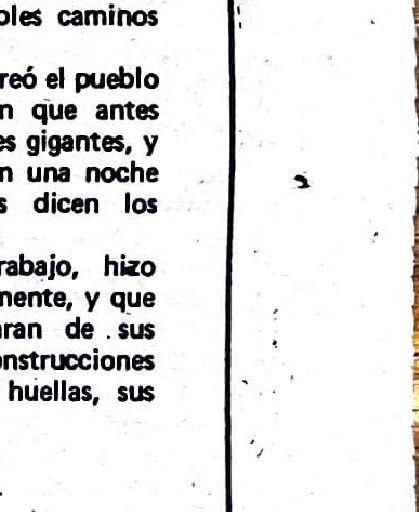 oles caminos
reó el pueblo
n que antes
es gigantes, y
n una noche
s dicen los
rabajo, hizo
nente, y que
aran de sus
onstrucciones
huellas, sus